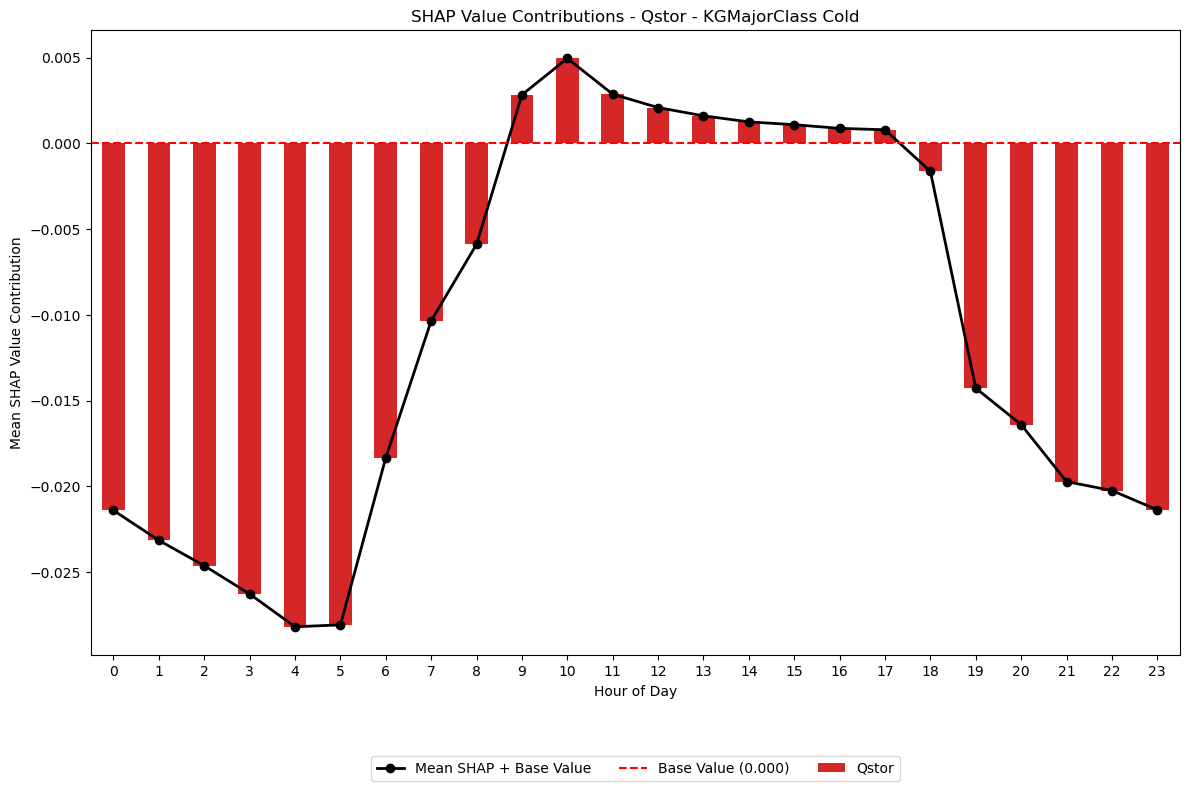 SHAP Value Contributions - Qstor - KGMajorClass Cold
Mean SHAP Value Contribution
0.005
0.000
−0.005
−0.010
−0.015
−0.020
−0.025
0 1 2 3 4 5 6 7 8 9 10 11 12 13 14 15 16 17 18 19 20 21 22 23
Hour of Day
Mean SHAP + Base Value Base Value (0.000) Qstor